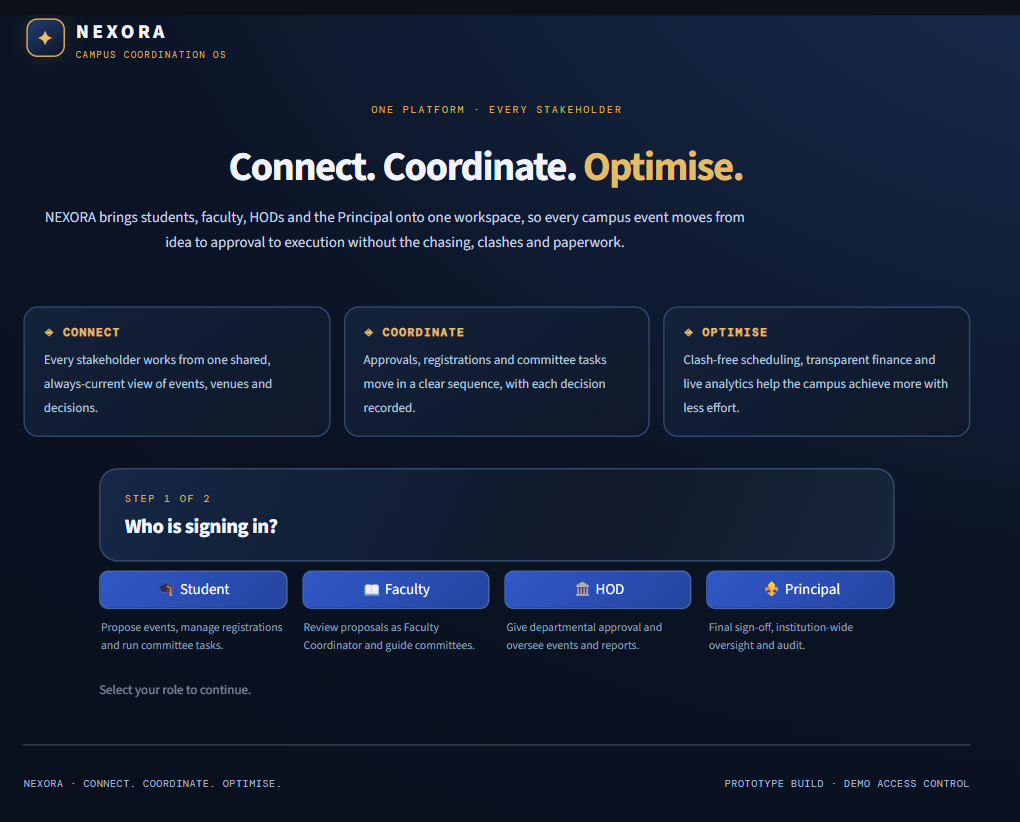 NEXORA
CAMPUS COORDINATION OS
ONE PLATFORM · EVERY STAKEHOLDER
Connect. Coordinate. Optimise.
NEXORA brings students, faculty, HODs and the Principal onto one workspace, so every campus event moves from
idea to approval to execution without the chasing, clashes and paperwork.
CONNECT
Every stakeholder works from one shared,
always-current view of events, venues and
decisions.
COORDINATE
Approvals, registrations and committee tasks
move in a clear sequence, with each decision
recorded.
OPTIMISE
Clash-free scheduling, transparent finance and
live analytics help the campus achieve more with
less effort.
STEP 1 OF 2
Who is signing in?
Student
Propose events, manage registrations
and run committee tasks.
Faculty
Review proposals as Faculty
Coordinator and guide committees.
HOD
Give departmental approval and
oversee events and reports.
Principal
Final sign-off, institution-wide
oversight and audit.
Select your role to continue.
NEXORA · CONNECT. COORDINATE. OPTIMISE.
PROTOTYPE BUILD · DEMO ACCESS CONTROL